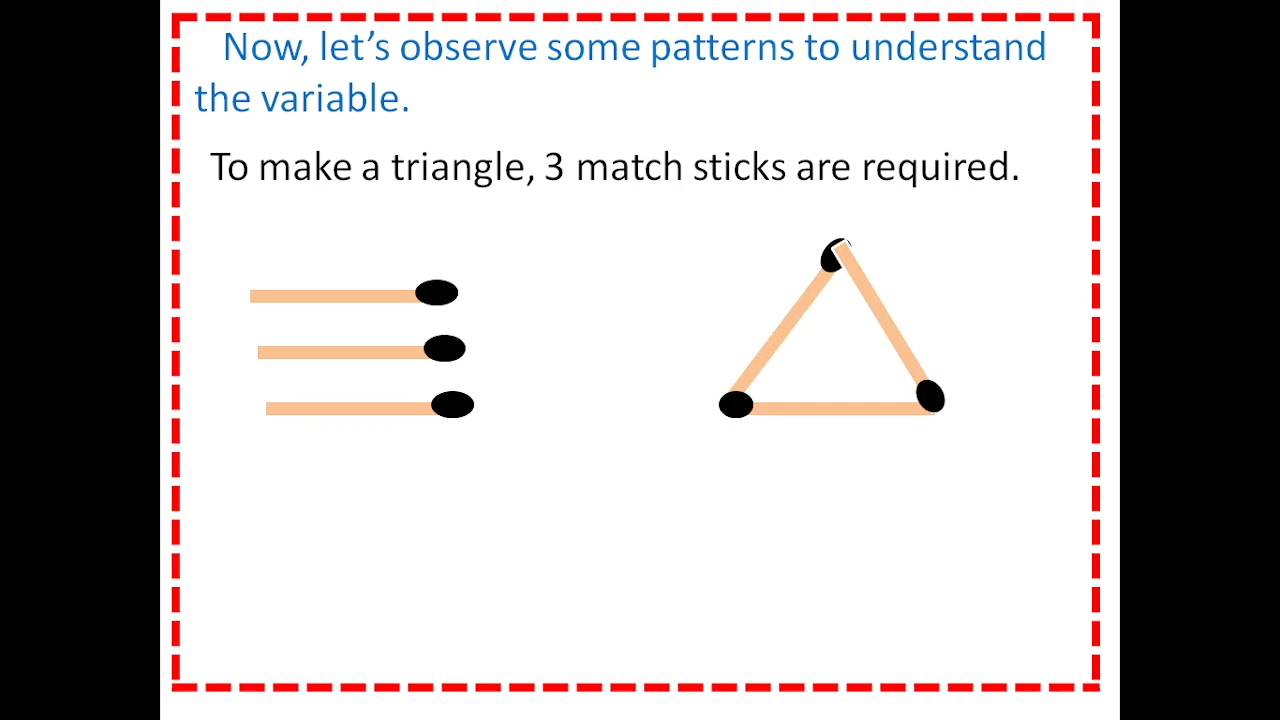 Now, let’s observe some patterns to understand
the variable.
To make a triangle, 3 match sticks are required.